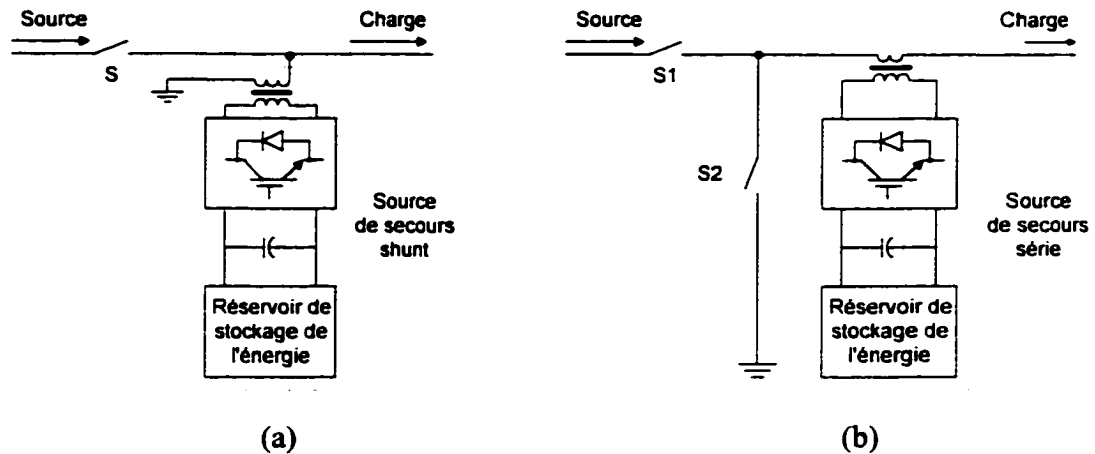 Source
Charge
S
Source
de secours
shunt
Réservoir de
stockage de
l'énergie
(a)
Source
Charge
S1
S2
Source
de secours
série
Réservoir de
stockage de
l'énergie
(b)